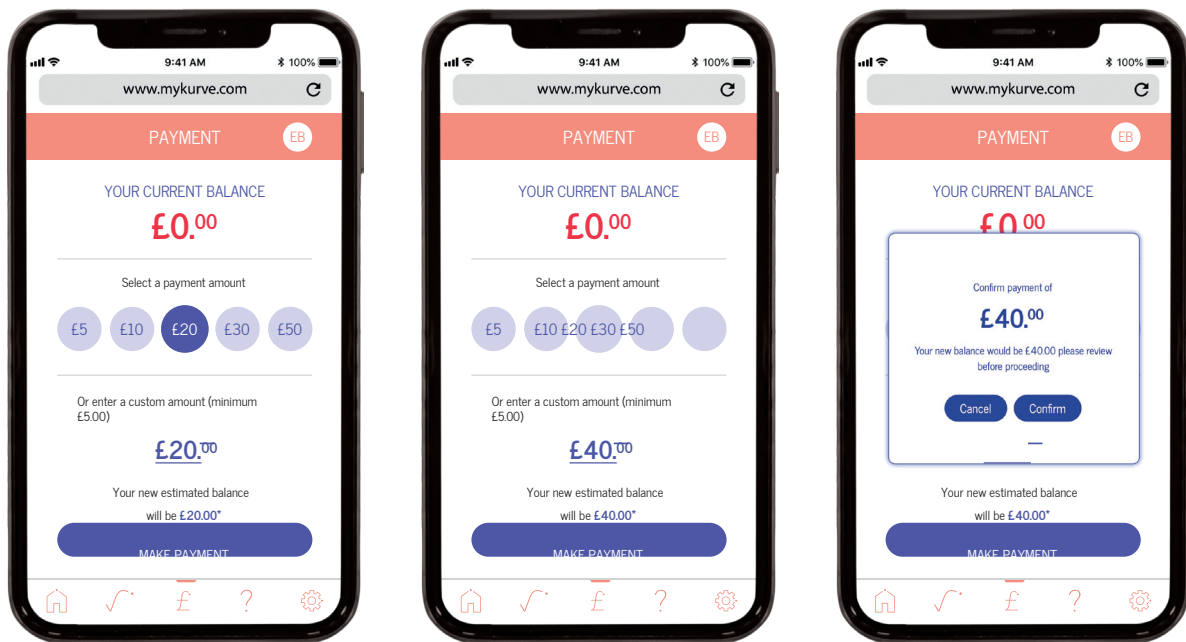 9:41 AM
100%
www.mykurve.com
PAYMENT
EB
YOUR CURRENT BALANCE
£0.00
Select a payment amount
£5 £10 £20 £30 £50
Or enter a custom amount (minimum
£5.00)
£20.00
Your new estimated balance
will be £20.00*
MAKE PAYMENT
£
?
9:41 AM
100%
www.mykurve.com
PAYMENT
EB
YOUR CURRENT BALANCE
£0.00
Select a payment amount
£5 £10 £20 £30 £50
Or enter a custom amount (minimum
£5.00)
£40.00
Your new estimated balance
will be £40.00*
MAKE PAYMENT
£
?
9:41 AM
100%
www.mykurve.com
PAYMENT
EB
YOUR CURRENT BALANCE
£0.00
Confirm payment of
£40.00
Your new balance would be £40.00 please review
before proceeding
Cancel Confirm
Your new estimated balance
will be £40.00*
MAKE PAYMENT
£
?